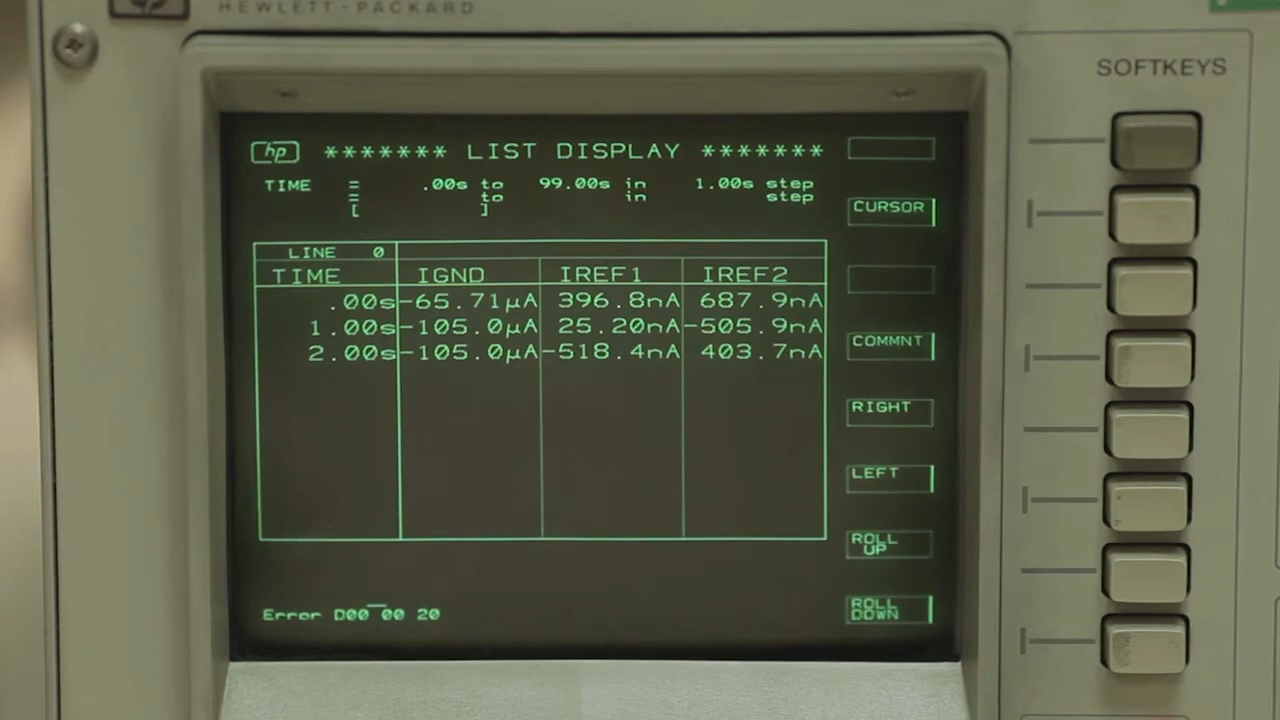 HEWLETT-PACKARD
SOFTKEYS
hp ******* LIST DISPLAY *******
TIME = .00s to 99.00s in 1.00s step
= to in step
[ ]
CURSOR
LINE 0
TIME IGND IREF1 IREF2
.00s -65.71µA 396.8nA 687.9nA
1.00s -105.0µA 25.20nA -505.9nA
2.00s -105.0µA -518.4nA 403.7nA
COMMNT
RIGHT
LEFT
ROLL
UP
ROLL
DOWN
Error D00 00 20